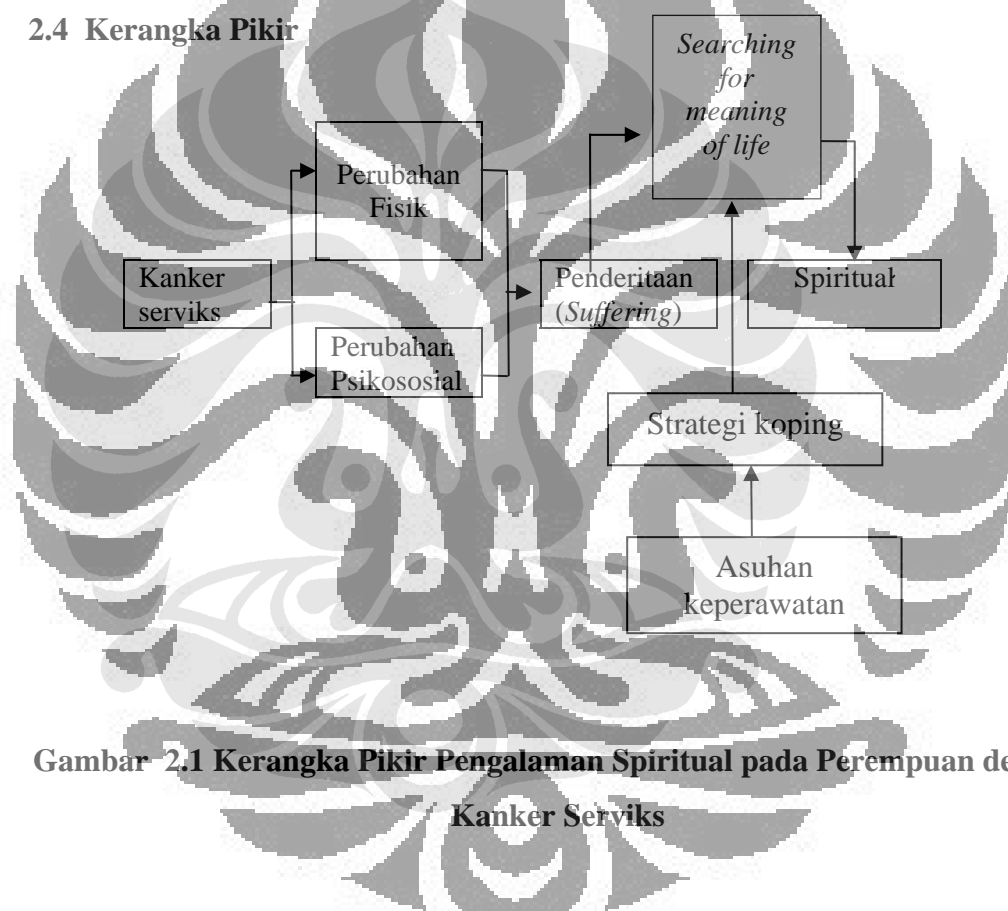 2.4 Kerangka Pikir
Searching
for
meaning
of life
Perubahan
Fisik
Kanker
serviks
Penderitaan
(Suffering)
Spiritual
Perubahan
Psikososial
Strategi koping
Asuhan
keperawatan
Gambar 2.1 Kerangka Pikir Pengalaman Spiritual pada Perempuan de
Kanker Serviks